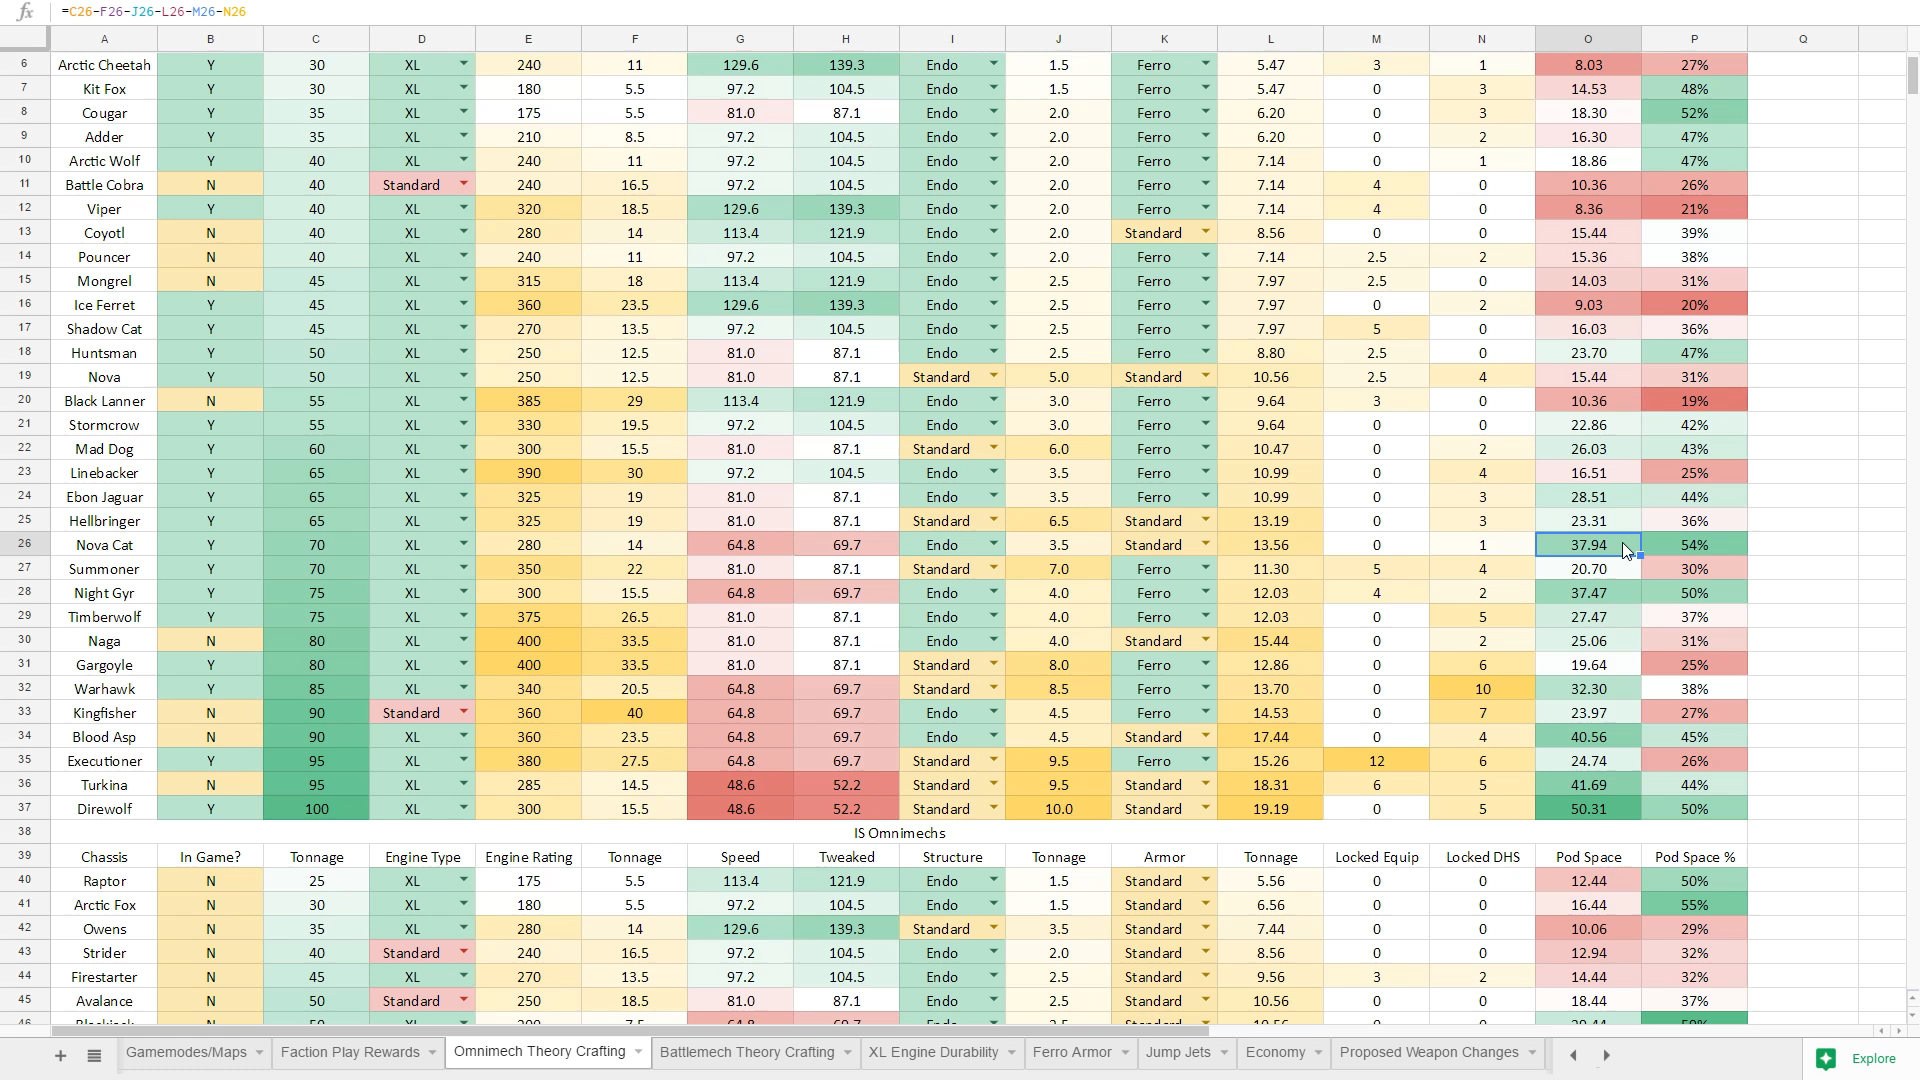 fx =C26-F26-J26-L26-M26-N26
A B C D E F G H I J K L M N O P Q
6 Arctic Cheetah Y 30 XL 240 11 129.6 139.3 Endo 1.5 Ferro 5.47 3 1 8.03 27%
7 Kit Fox Y 30 XL 180 5.5 97.2 104.5 Endo 1.5 Ferro 5.47 0 3 14.53 48%
8 Cougar Y 35 XL 175 5.5 81.0 87.1 Endo 2.0 Ferro 6.20 0 3 18.30 52%
9 Adder Y 35 XL 210 8.5 97.2 104.5 Endo 2.0 Ferro 6.20 0 2 16.30 47%
10 Arctic Wolf Y 40 XL 240 11 97.2 104.5 Endo 2.0 Ferro 7.14 0 1 18.86 47%
11 Battle Cobra N 40 Standard 240 16.5 97.2 104.5 Endo 2.0 Ferro 7.14 4 0 10.36 26%
12 Viper Y 40 XL 320 18.5 129.6 139.3 Endo 2.0 Ferro 7.14 4 0 8.36 21%
13 Coyotl N 40 XL 280 14 113.4 121.9 Endo 2.0 Standard 8.56 0 0 15.44 39%
14 Pouncer N 40 XL 240 11 97.2 104.5 Endo 2.0 Ferro 7.14 2.5 2 15.36 38%
15 Mongrel N 45 XL 315 18 113.4 121.9 Endo 2.5 Ferro 7.97 2.5 0 14.03 31%
16 Ice Ferret Y 45 XL 360 23.5 129.6 139.3 Endo 2.5 Ferro 7.97 0 2 9.03 20%
17 Shadow Cat Y 45 XL 270 13.5 97.2 104.5 Endo 2.5 Ferro 7.97 5 0 16.03 36%
18 Huntsman Y 50 XL 250 12.5 81.0 87.1 Endo 2.5 Ferro 8.80 2.5 0 23.70 47%
19 Nova Y 50 XL 250 12.5 81.0 87.1 Standard 5.0 Standard 10.56 2.5 4 15.44 31%
20 Black Lanner N 55 XL 385 29 113.4 121.9 Endo 3.0 Ferro 9.64 3 0 10.36 19%
21 Stormcrow Y 55 XL 330 19.5 97.2 104.5 Endo 3.0 Ferro 9.64 0 0 22.86 42%
22 Mad Dog Y 60 XL 300 15.5 81.0 87.1 Standard 6.0 Ferro 10.47 0 2 26.03 43%
23 Linebacker Y 65 XL 390 30 97.2 104.5 Endo 3.5 Ferro 10.99 0 4 16.51 25%
24 Ebon Jaguar Y 65 XL 325 19 81.0 87.1 Endo 3.5 Ferro 10.99 0 3 28.51 44%
25 Hellbringer Y 65 XL 325 19 81.0 87.1 Standard 6.5 Standard 13.19 0 3 23.31 36%
26 Nova Cat Y 70 XL 280 14 64.8 69.7 Endo 3.5 Standard 13.56 0 1 37.94 54%
27 Summoner Y 70 XL 350 22 81.0 87.1 Standard 7.0 Ferro 11.30 5 4 20.70 30%
28 Night Gyr Y 75 XL 300 15.5 64.8 69.7 Endo 4.0 Ferro 12.03 4 2 37.47 50%
29 Timberwolf Y 75 XL 375 26.5 81.0 87.1 Endo 4.0 Ferro 12.03 0 5 27.47 37%
30 Naga N 80 XL 400 33.5 81.0 87.1 Endo 4.0 Standard 15.44 0 2 25.06 31%
31 Gargoyle Y 80 XL 400 33.5 81.0 87.1 Standard 8.0 Ferro 12.86 0 6 19.64 25%
32 Warhawk Y 85 XL 340 20.5 64.8 69.7 Standard 8.5 Ferro 13.70 0 10 32.30 38%
33 Kingfisher N 90 Standard 360 40 64.8 69.7 Endo 4.5 Ferro 14.53 0 7 23.97 27%
34 Blood Asp N 90 XL 360 23.5 64.8 69.7 Endo 4.5 Standard 17.44 0 4 40.56 45%
35 Executioner Y 95 XL 380 27.5 64.8 69.7 Standard 9.5 Ferro 15.26 12 6 24.74 26%
36 Turkina N 95 XL 285 14.5 48.6 52.2 Standard 9.5 Standard 18.31 6 5 41.69 44%
37 Direwolf Y 100 XL 300 15.5 48.6 52.2 Standard 10.0 Standard 19.19 0 5 50.31 50%
38 IS Omnimechs
39 Chassis In Game? Tonnage Engine Type Engine Rating Tonnage Speed Tweaked Structure Tonnage Armor Tonnage Locked Equip Locked DHS Pod Space Pod Space %
40 Raptor N 25 XL 175 5.5 113.4 121.9 Endo 1.5 Standard 5.56 0 0 12.44 50%
41 Arctic Fox N 30 XL 180 5.5 97.2 104.5 Endo 1.5 Standard 6.56 0 0 16.44 55%
42 Owens N 35 XL 280 14 129.6 139.3 Standard 3.5 Standard 7.44 0 0 10.06 29%
43 Strider N 40 Standard 240 16.5 97.2 104.5 Endo 2.0 Standard 8.56 0 0 12.94 32%
44 Firestarter N 45 XL 270 13.5 97.2 104.5 Endo 2.5 Standard 9.56 3 2 14.44 32%
45 Avalance N 50 Standard 250 18.5 81.0 87.1 Endo 2.5 Standard 10.56 0 0 18.44 37%
Gamemodes/Maps Faction Play Rewards Omnimech Theory Crafting Battlemech Theory Crafting XL Engine Durability Ferro Armor Jump Jets Economy Proposed Weapon Changes Explore